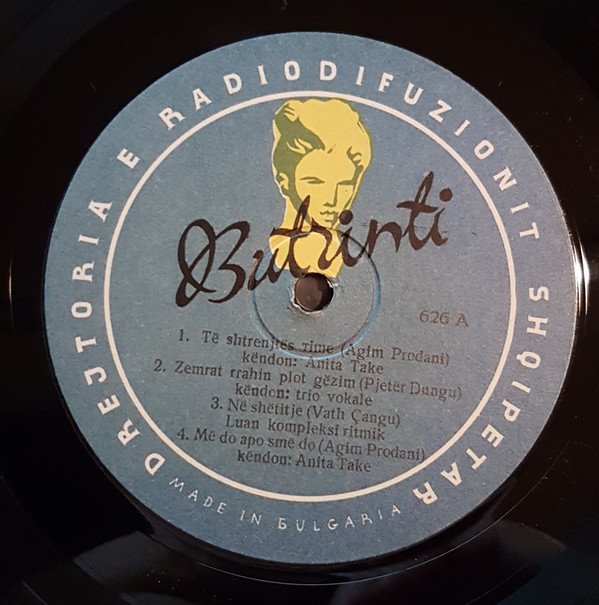 DREJTORIA E RADIODIFUZIONIT SHQIPETAR
Butrinti
626 A
1. Të shtrenjtës time (Agim Prodani)
këndon: Anita Take
2. Zemrat rrahin plot gëzim (Pjetër Dungu)
këndon: trio vokale
3. Në shëtitje (Vath Çangu)
Luan kompleksi ritmik
4. Më do apo smë do (Agim Prodani)
këndon: Anita Take
MADE IN BULGARIA